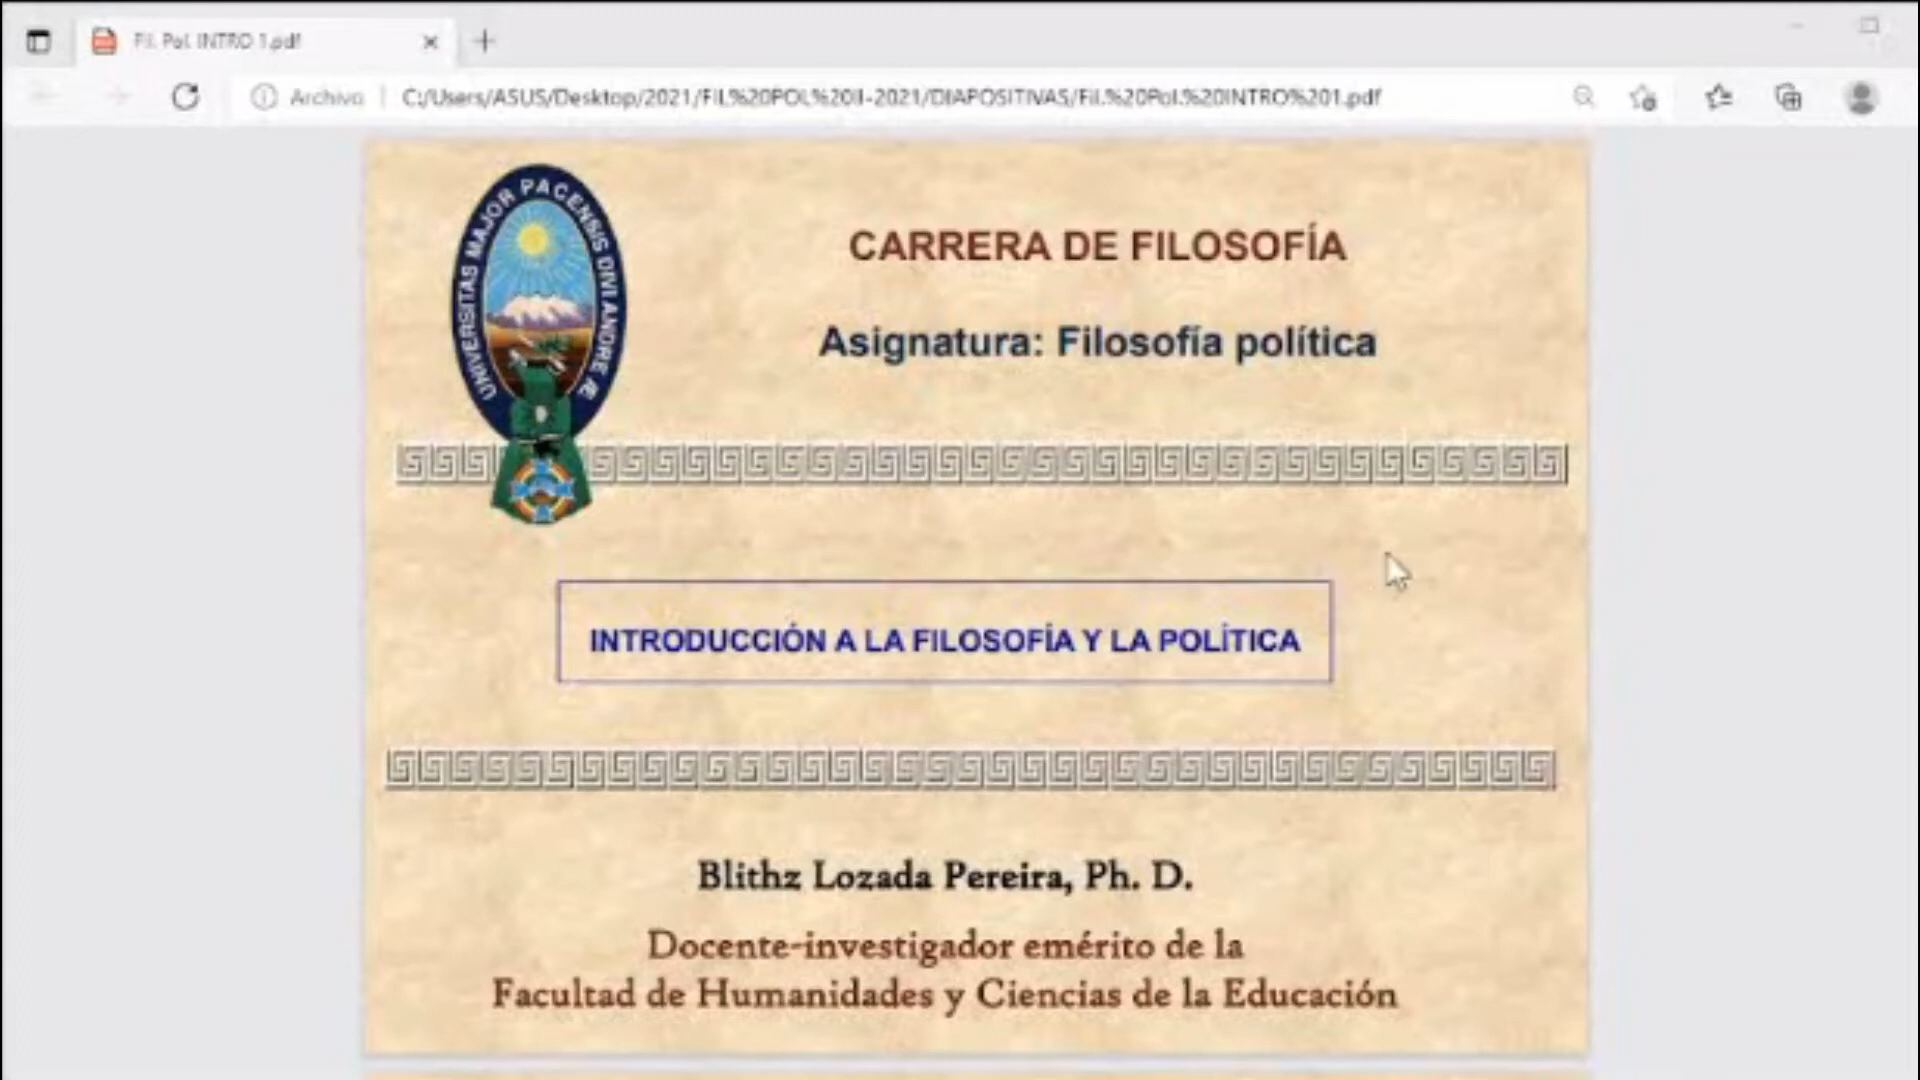 Fil. Pol. INTRO 1.pdf
Archivo
C:/Users/ASUS/Desktop/2021/FIL%20POL%20II-2021/DIAPOSITIVAS/Fil.%20Pol.%20INTRO%201.pdf
UNIVERSITAS MAJOR PACENSIS DIVI ANDRE Æ
CARRERA DE FILOSOFÍA
Asignatura: Filosofía política
INTRODUCCIÓN A LA FILOSOFÍA Y LA POLÍTICA
Blithz Lozada Pereira, Ph. D.
Docente-investigador emérito de la
Facultad de Humanidades y Ciencias de la Educación